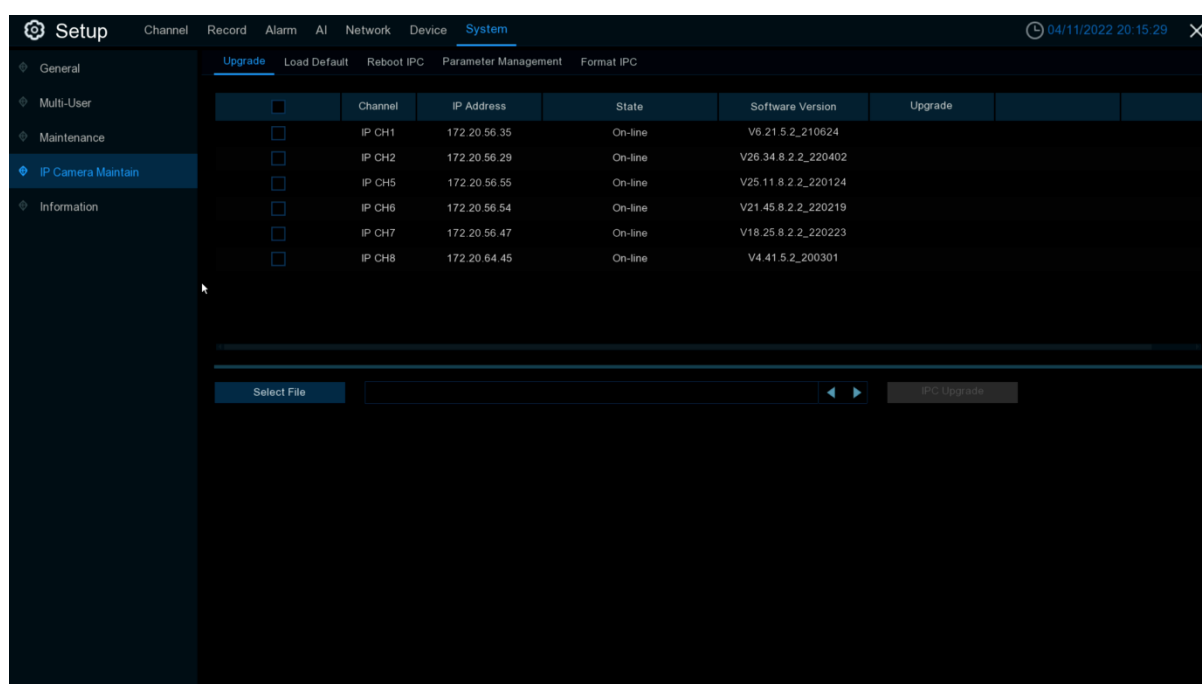 Setup Channel Record Alarm AI Network Device System 04/11/2022 20:15:29
General
Multi-User
Maintenance
IP Camera Maintain
Information
Upgrade Load Default Reboot IPC Parameter Management Format IPC
Channel IP Address State Software Version Upgrade
IP CH1 172.20.56.35 On-line V6.21.5.2_210624
IP CH2 172.20.56.29 On-line V26.34.8.2.2_220402
IP CH5 172.20.56.55 On-line V25.11.8.2.2_220124
IP CH6 172.20.56.54 On-line V21.45.8.2.2_220219
IP CH7 172.20.56.47 On-line V18.25.8.2.2_220223
IP CH8 172.20.64.45 On-line V4.41.5.2_200301
Select File IPC Upgrade